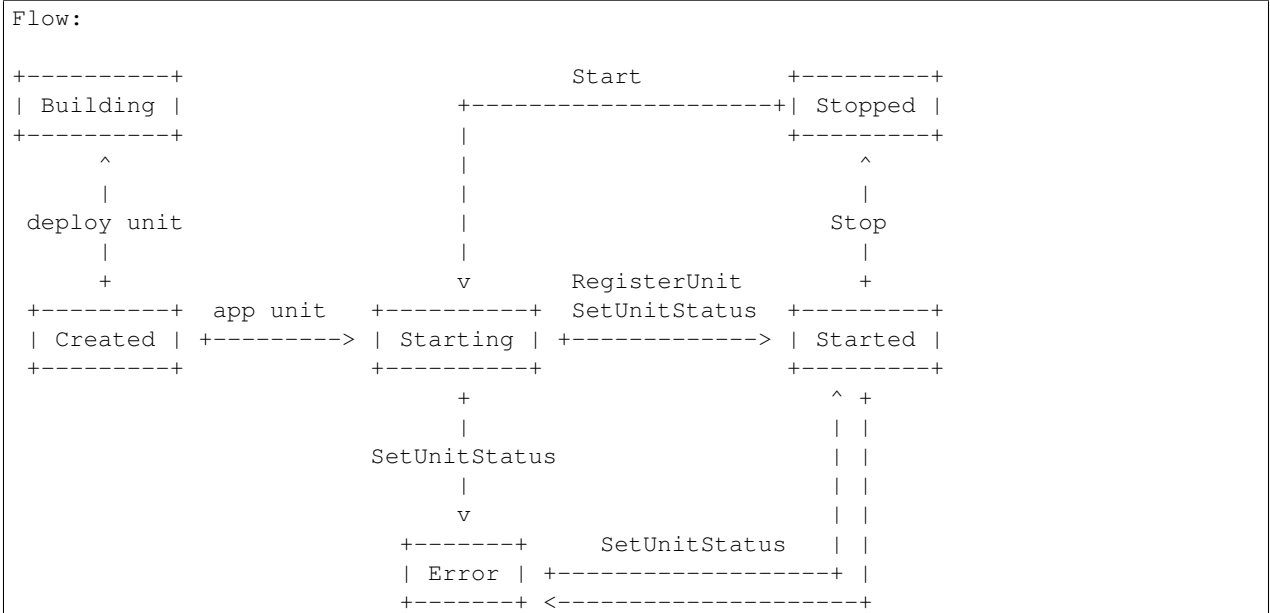 Flow:
+----------+                           Start          +---------+
| Building |                   +---------------------+| Stopped |
+----------+                   |                      +---------+
      ^                        |                           ^
      |                        |                           |
 deploy unit                   |                         Stop
      |                        |                           |
      +                        v       RegisterUnit        +
 +---------+  app unit   +----------+  SetUnitStatus  +---------+
 | Created | +---------> | Starting | +-------------> | Started |
 +---------+             +----------+                 +---------+
                               +                         ^ +
                               |                         | |
                         SetUnitStatus                   | |
                               |                         | |
                               v                         | |
                           +-------+     SetUnitStatus   | |
                           | Error | +-------------------+ |
                           +-------+ <---------------------+